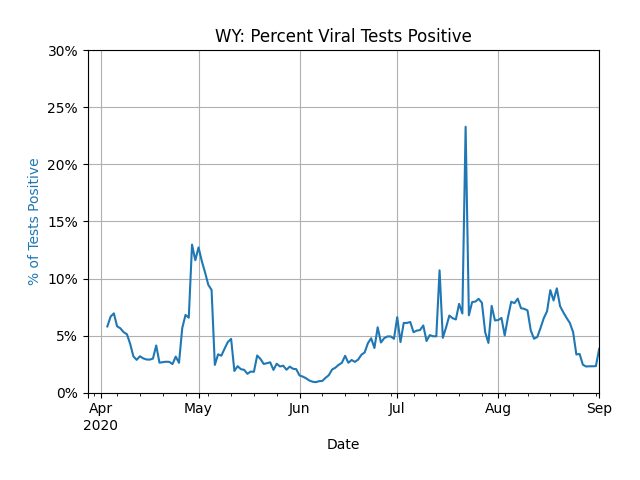 WY: Percent Viral Tests Positive
30%
25%
20%
15%
10%
5%
0%
% of Tests Positive
Apr
2020
May
Jun
Jul
Aug
Sep
Date